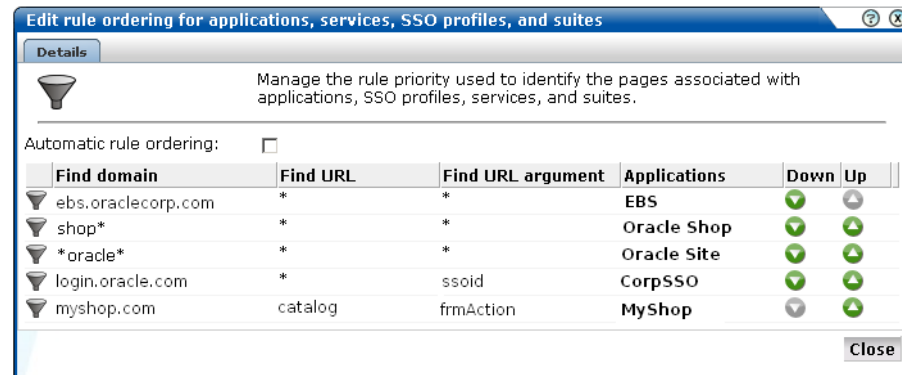 Edit rule ordering for applications, services, SSO profiles, and suites
Details
Manage the rule priority used to identify the pages associated with
applications, SSO profiles, services, and suites.
Automatic rule ordering:
Find domain Find URL Find URL argument Applications Down Up
ebs.oraclecorp.com * * EBS
shop* * * Oracle Shop
*oracle* * * Oracle Site
login.oracle.com * ssoid CorpSSO
myshop.com catalog frmAction MyShop
Close